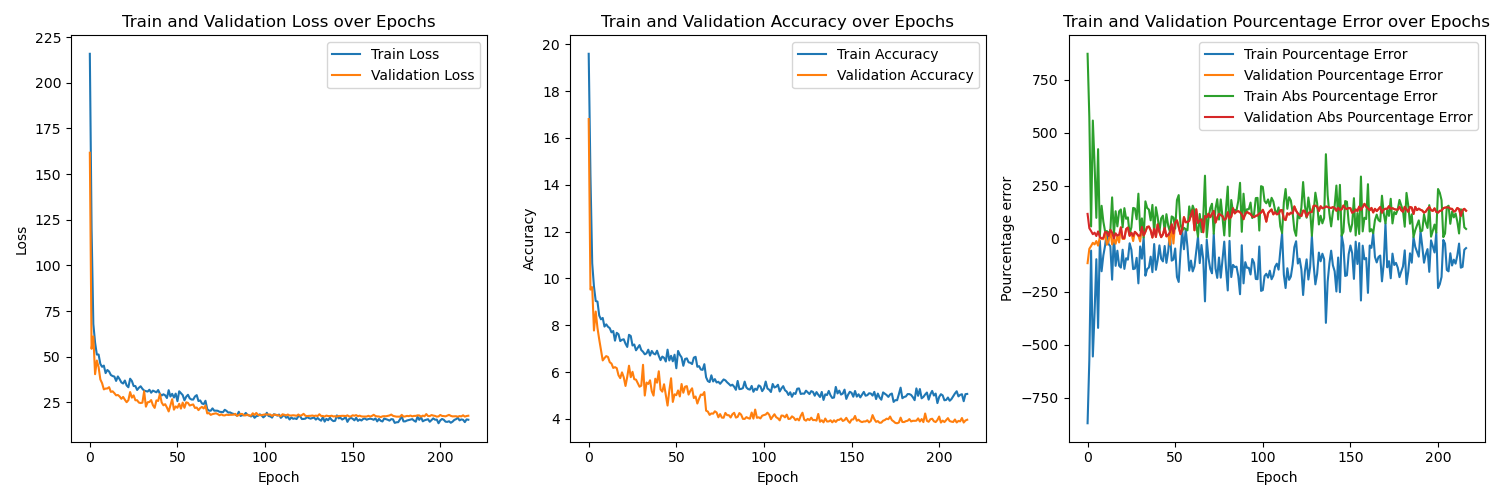 Train and Validation Loss over Epochs
Loss
225
200
175
150
125
100
75
50
25
0
50
100
150
200
Epoch
Train Loss
Validation Loss
Train and Validation Accuracy over Epochs
Accuracy
20
18
16
14
12
10
8
6
4
0
50
100
150
200
Epoch
Train Accuracy
Validation Accuracy
Train and Validation Pourcentage Error over Epochs
Pourcentage error
750
500
250
0
−250
−500
−750
0
50
100
150
200
Epoch
Train Pourcentage Error
Validation Pourcentage Error
Train Abs Pourcentage Error
Validation Abs Pourcentage Error